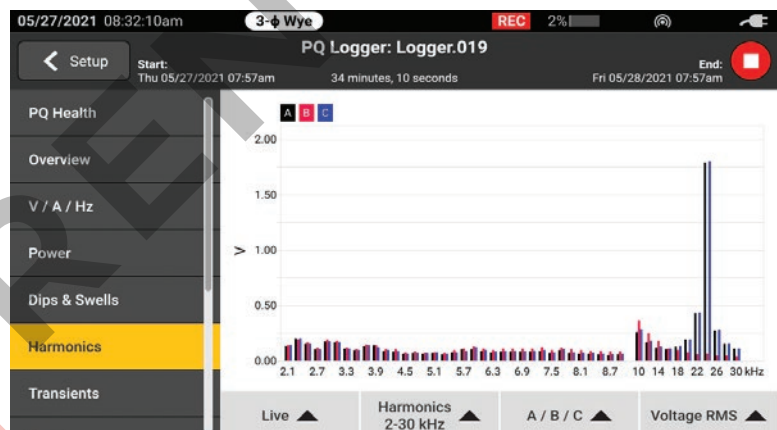 05/27/2021 08:32:10am 3-ϕ Wye REC 2%
Setup
PQ Logger: Logger.019
Start:
Thu 05/27/2021 07:57am
34 minutes, 10 seconds
End:
Fri 05/28/2021 07:57am
PQ Health
Overview
V / A / Hz
Power
Dips & Swells
Harmonics
Transients
A B C
2.00
1.50
1.00
0.50
0.00
V
2.1 2.7 3.3 3.9 4.5 5.1 5.7 6.3 6.9 7.5 8.1 8.7 10 14 18 22 26 30 kHz
Live
Harmonics
2-30 kHz
A / B / C
Voltage RMS
REN